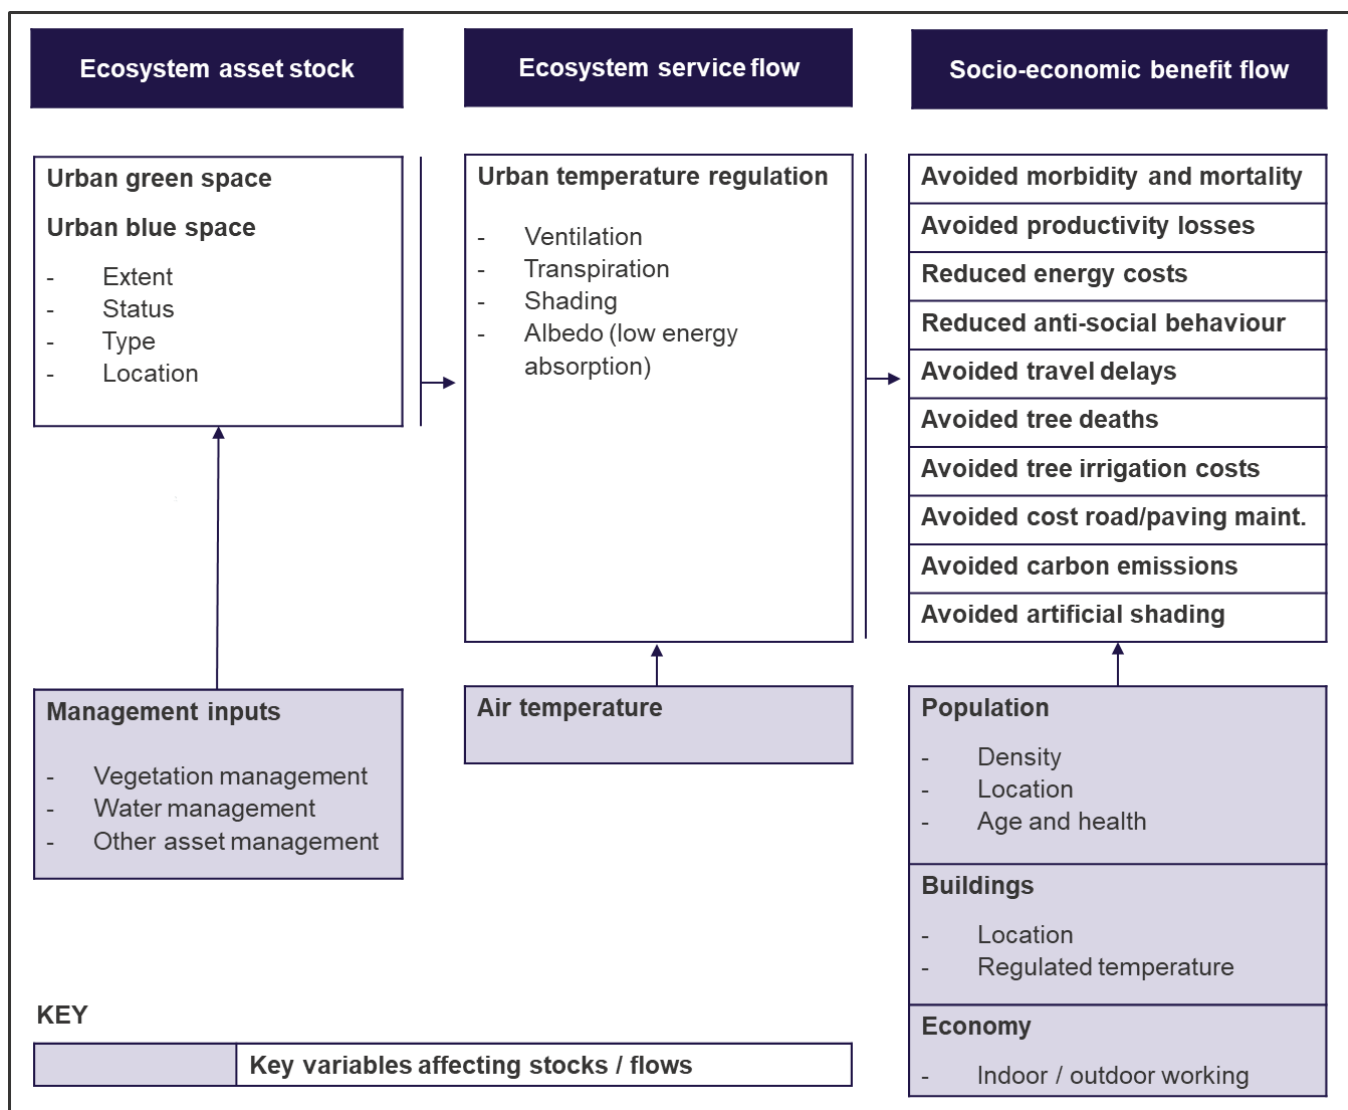 Ecosystem asset stock
Ecosystem service flow
Socio-economic benefit flow
Urban green space
Urban blue space
- Extent
- Status
- Type
- Location
Urban temperature regulation
- Ventilation
- Transpiration
- Shading
- Albedo (low energy
absorption)
Avoided morbidity and mortality
Avoided productivity losses
Reduced energy costs
Reduced anti-social behaviour
Avoided travel delays
Avoided tree deaths
Avoided tree irrigation costs
Avoided cost road/paving maint.
Avoided carbon emissions
Avoided artificial shading
Management inputs
- Vegetation management
- Water management
- Other asset management
Air temperature
Population
- Density
- Location
- Age and health
Buildings
- Location
- Regulated temperature
Economy
- Indoor / outdoor working
KEY
Key variables affecting stocks / flows